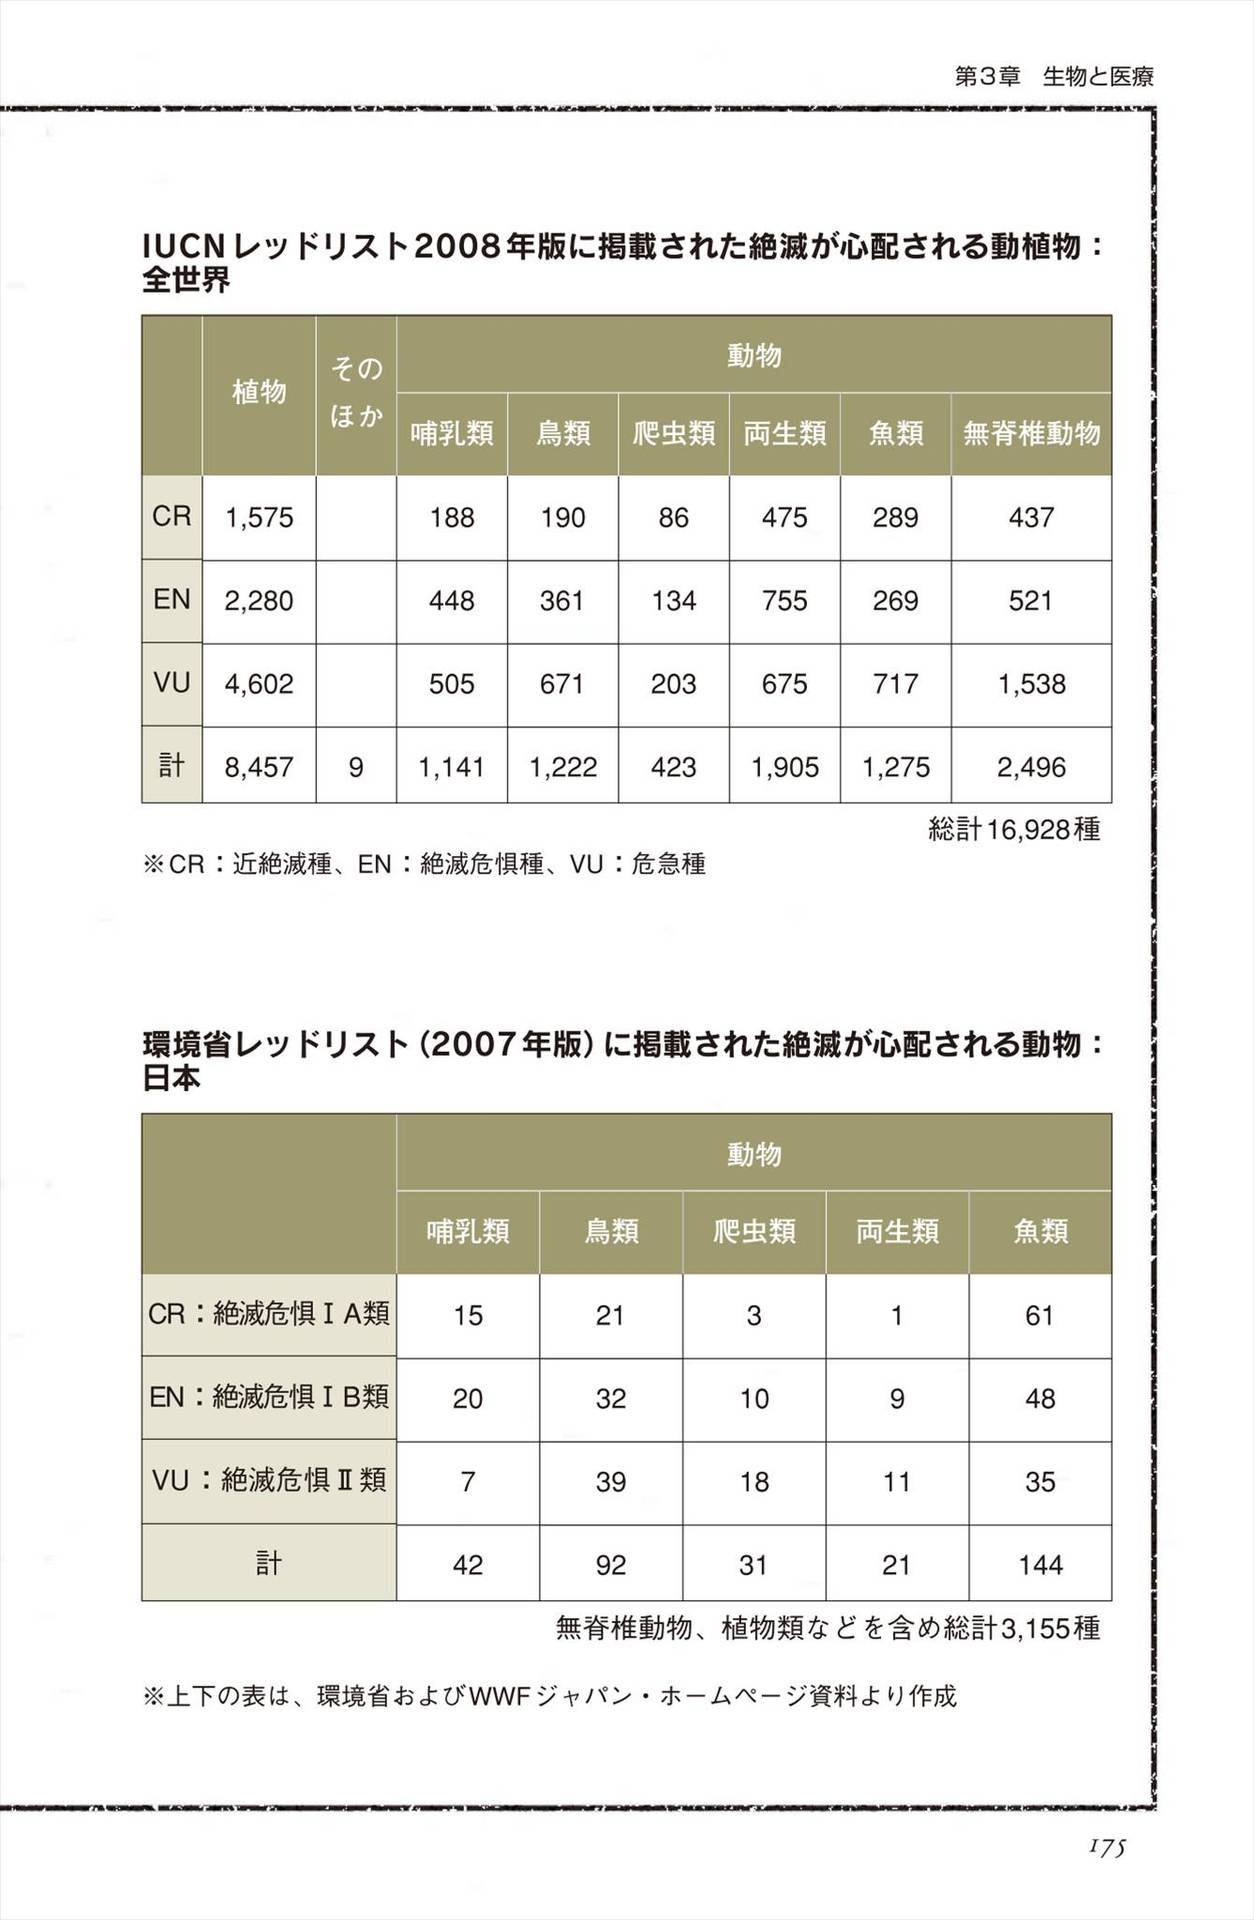 第3章　生物と医療
IUCNレッドリスト2008年版に掲載された絶滅が心配される動植物：
全世界
植物 そのほか 動物
哺乳類 鳥類 爬虫類 両生類 魚類 無脊椎動物
CR 1,575 188 190 86 475 289 437
EN 2,280 448 361 134 755 269 521
VU 4,602 505 671 203 675 717 1,538
計 8,457 9 1,141 1,222 423 1,905 1,275 2,496
総計16,928種
※CR：近絶滅種、EN：絶滅危惧種、VU：危急種
環境省レッドリスト（2007年版）に掲載された絶滅が心配される動物：
日本
動物
哺乳類 鳥類 爬虫類 両生類 魚類
CR：絶滅危惧ⅠA類 15 21 3 1 61
EN：絶滅危惧ⅠB類 20 32 10 9 48
VU：絶滅危惧Ⅱ類 7 39 18 11 35
計 42 92 31 21 144
無脊椎動物、植物類などを含め総計3,155種
※上下の表は、環境省およびWWFジャパン・ホームページ資料より作成
175